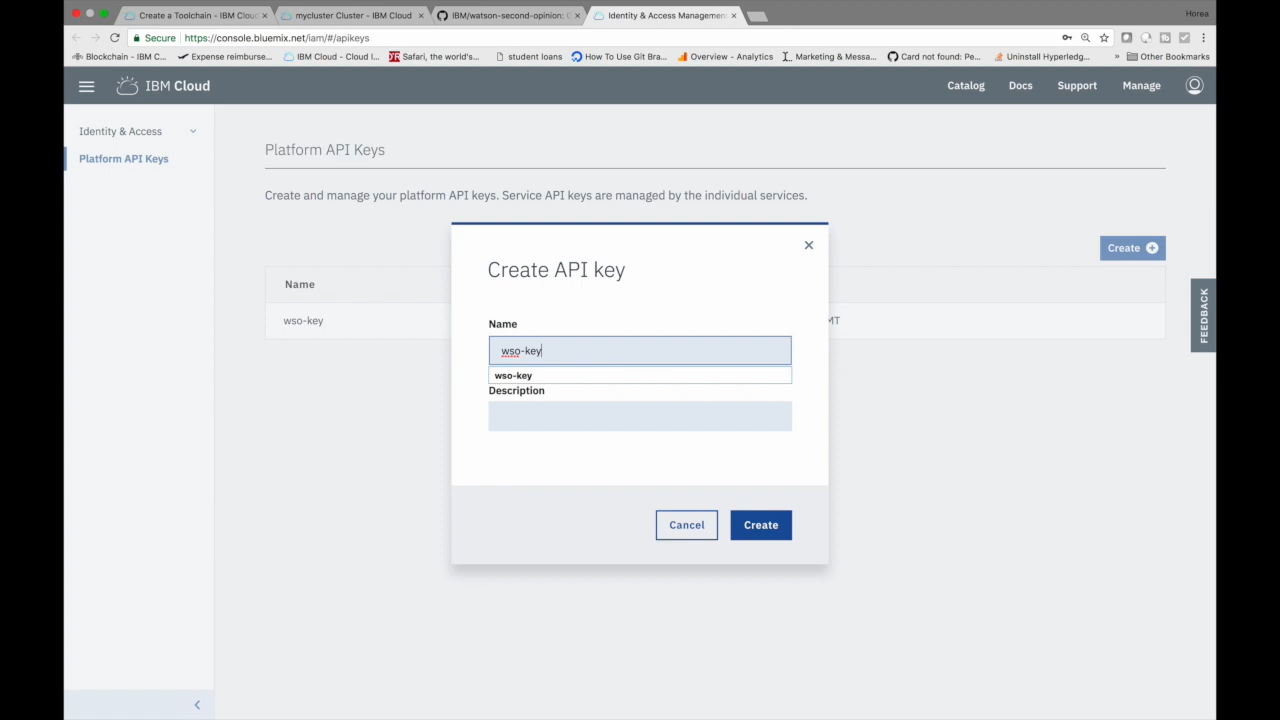 Create a Toolchain - IBM Clou
mycluster Cluster - IBM Cloud
IBM/watson-second-opinion:
Identity & Access Managemen
Horea
Secure
https://console.bluemix.net/iam/#/apikeys
Blockchain - IBM C...
Expense reimburse...
IBM Cloud - Cloud I...
Safari, the world's...
student loans
How To Use Git Bra...
Overview - Analytics
Marketing & Messa...
Card not found: Pe...
Uninstall Hyperledg...
»
Other Bookmarks
IBM Cloud
Catalog
Docs
Support
Manage
Identity & Access
Platform API Keys
Platform API Keys
Create and manage your platform API keys. Service API keys are managed by the individual services.
Create
Name
wso-key
MT
FEEDBACK
Create API key
Name
wso-key
wso-key
Description
Cancel
Create